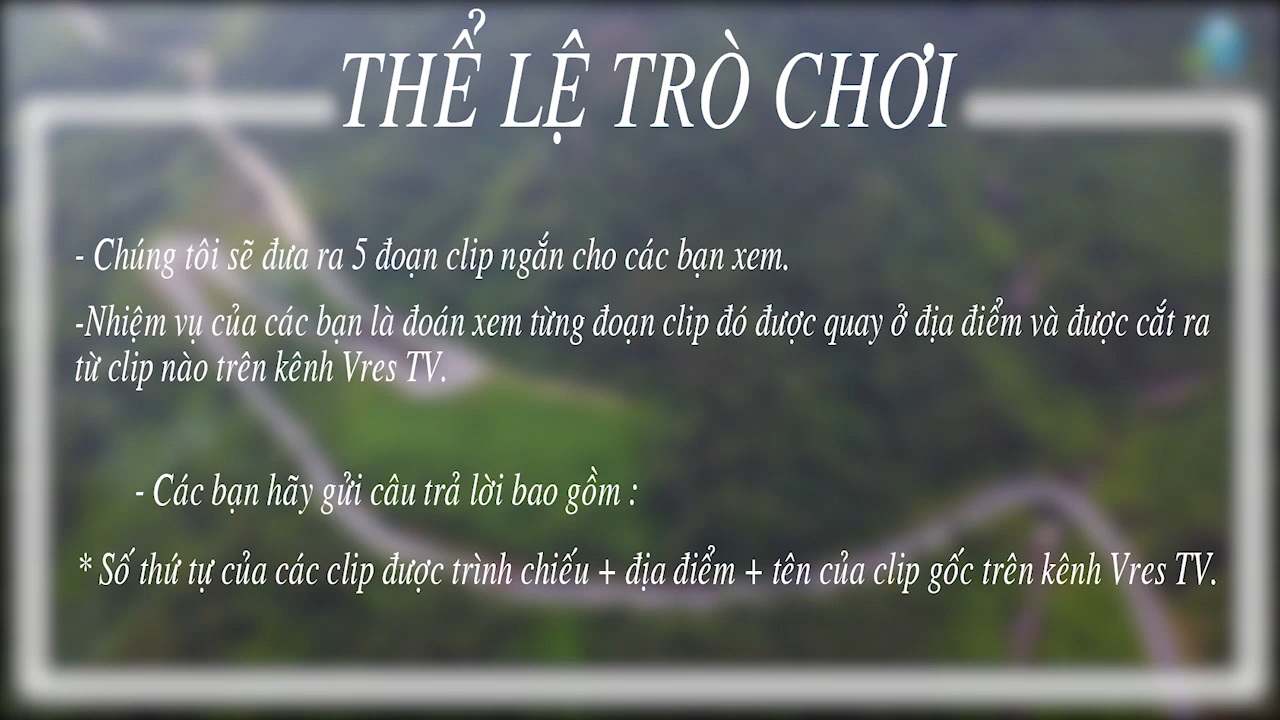 THỂ LỆ TRÒ CHƠI
- Chúng tôi sẽ đưa ra 5 đoạn clip ngắn cho các bạn xem.
-Nhiệm vụ của các bạn là đoán xem từng đoạn clip đó được quay ở địa điểm và được cắt ra
từ clip nào trên kênh Vres TV.
- Các bạn hãy gửi câu trả lời bao gồm :
* Số thứ tự của các clip được trình chiếu + địa điểm + tên của clip gốc trên kênh Vres TV.